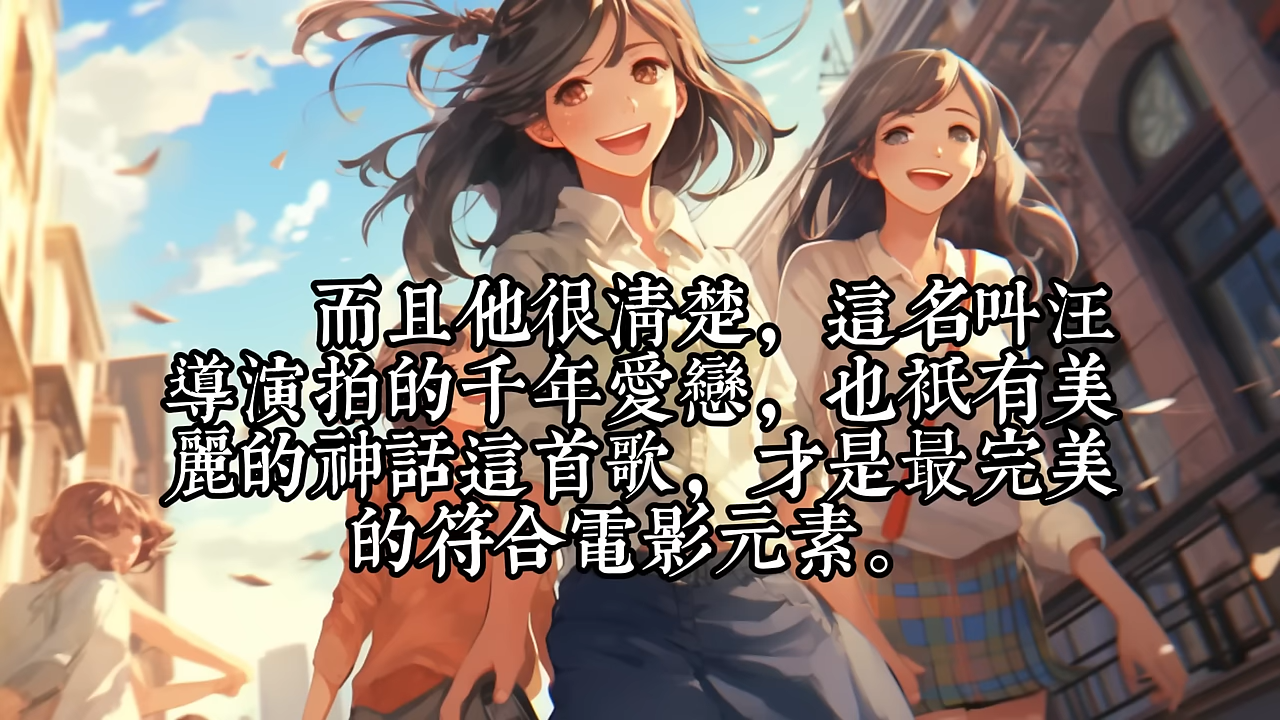 而且他很清楚，這名叫汪
導演拍的千年愛戀，也祇有美
麗的神話這首歌，才是最完美
的符合電影元素。